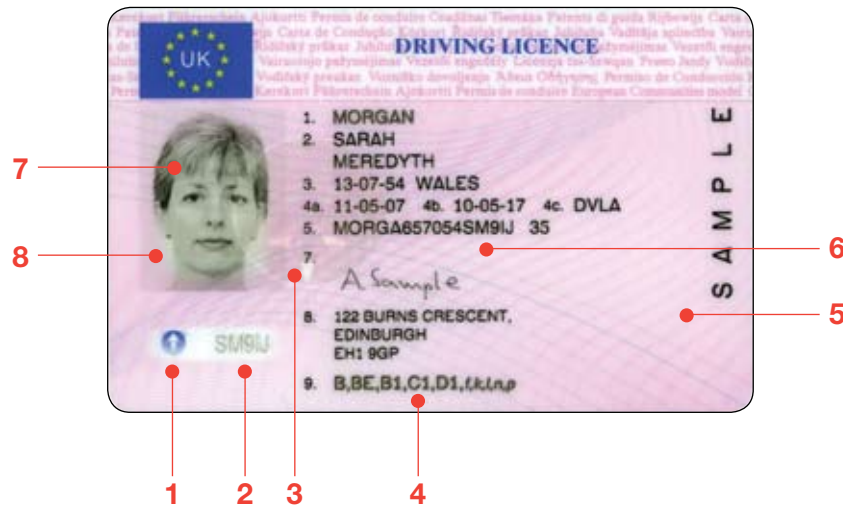 UK
DRIVING LICENCE
1. MORGAN
2. SARAH
MEREDYTH
3. 13-07-54 WALES
4a. 11-05-07 4b. 10-05-17 4c. DVLA
5. MORGA657054SM9IJ 35
7.
A Sample
8. 122 BURNS CRESCENT,
EDINBURGH
EH1 9GP
9. B,BE,B1,C1,D1,f,k,l,n,p
SM9IJ
SAMPLE
7
8
6
5
1 2 3 4